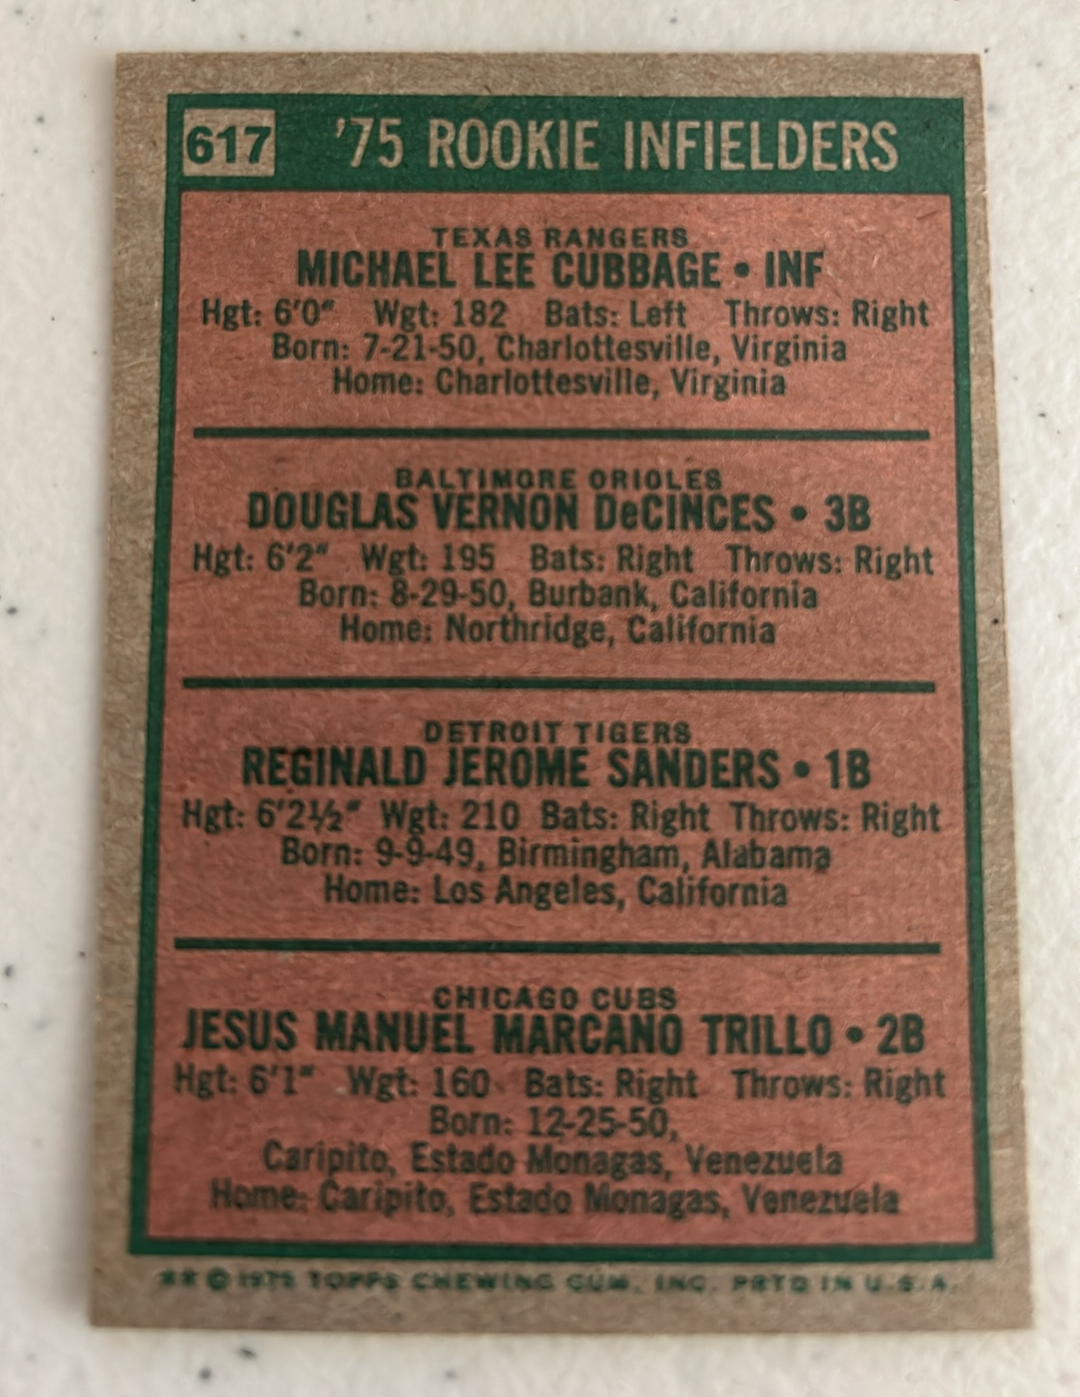 617 '75 ROOKIE INFIELDERS
TEXAS RANGERS
MICHAEL LEE CUBBAGE • INF
Hgt: 6'0" Wgt: 182 Bats: Left Throws: Right
Born: 7-21-50, Charlottesville, Virginia
Home: Charlottesville, Virginia
BALTIMORE ORIOLES
DOUGLAS VERNON DeCINCES • 3B
Hgt: 6'2" Wgt: 195 Bats: Right Throws: Right
Born: 8-29-50, Burbank, California
Home: Northridge, California
DETROIT TIGERS
REGINALD JEROME SANDERS • 1B
Hgt: 6'2½" Wgt: 210 Bats: Right Throws: Right
Born: 9-9-49, Birmingham, Alabama
Home: Los Angeles, California
CHICAGO CUBS
JESUS MANUEL MARCANO TRILLO • 2B
Hgt: 6'1" Wgt: 160 Bats: Right Throws: Right
Born: 12-25-50,
Caripito, Estado Monagas, Venezuela
Home: Caripito, Estado Monagas, Venezuela
** © 1975 TOPPS CHEWING GUM, INC. PRTD IN U.S.A.